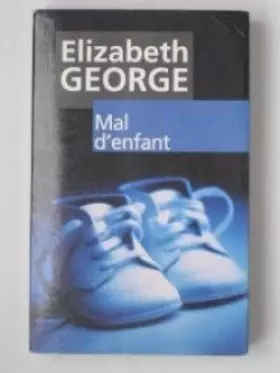 Elizabeth
GEORGE
Mal
d'enfant